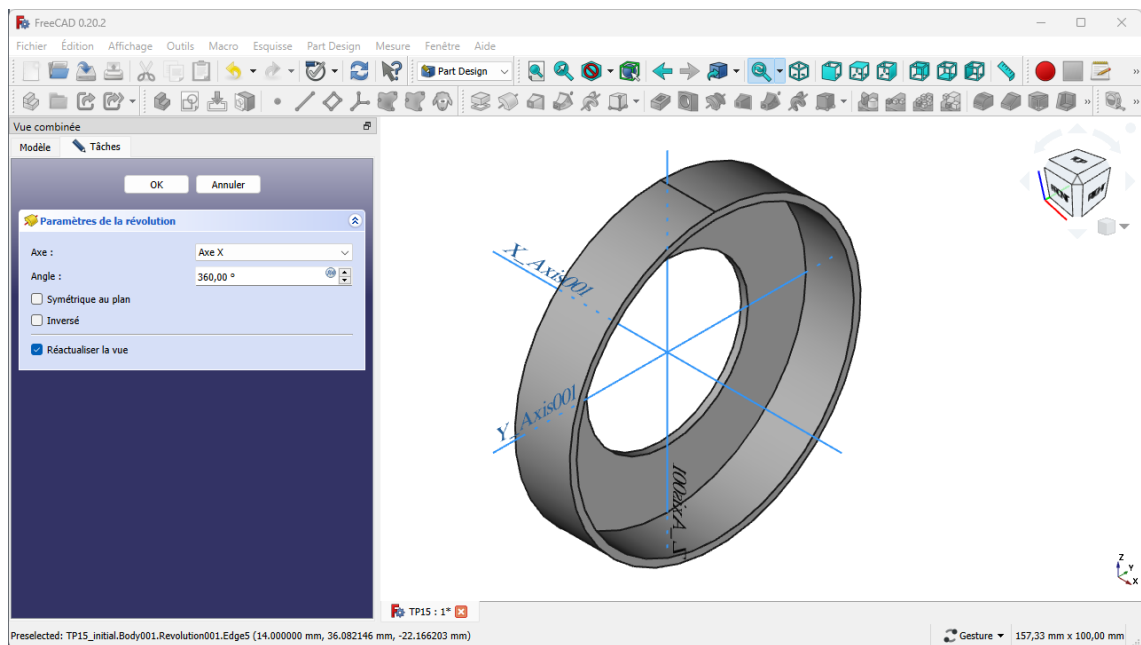 FreeCAD 0.20.2
Fichier Édition Affichage Outils Macro Esquisse Part Design Mesure Fenêtre Aide
Part Design
Vue combinée
Modèle Tâches
OK Annuler
Paramètres de la révolution
Axe : Axe X
Angle : 360,00 °
Symétrique au plan
Inversé
Réactualiser la vue
X_Axis001
Y_Axis001
Z_Axis001
Z
Y
X
TP15 : 1*
Preselected: TP15_initial.Body001.Revolution001.Edge5 (14.000000 mm, 36.082146 mm, -22.166203 mm)
Gesture 157,33 mm x 100,00 mm